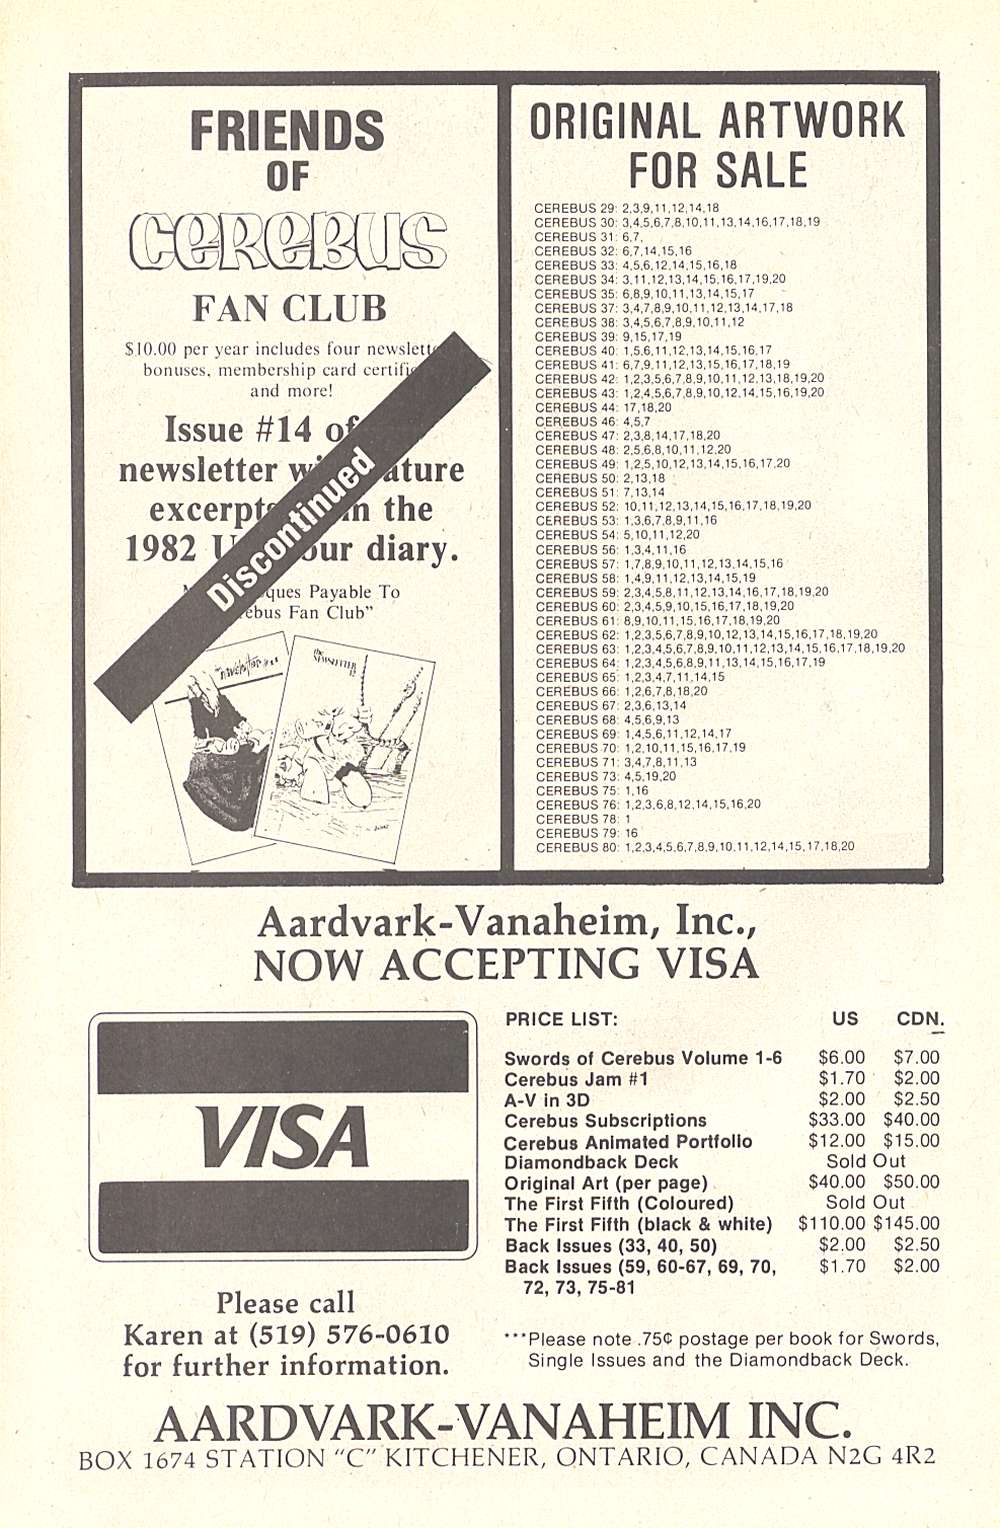 FRIENDS
OF
CEREBUS
FAN CLUB
$10.00 per year includes four newslett
bonuses, membership card certific
and more!
Issue #14 of
newsletter wi ature
excerpts in the
1982 U our diary.
ques Payable To
ebus Fan Club"
Discontinued
newsletter
the
NEWSLETTER
ORIGINAL ARTWORK
FOR SALE
CEREBUS 29: 2,3,9,11,12,14,18
CEREBUS 30: 3,4,5,6,7,8,10,11,13,14,16,17,18,19
CEREBUS 31: 6,7,
CEREBUS 32: 6,7,14,15,16
CEREBUS 33: 4,5,6,12,14,15,16,18
CEREBUS 34: 3,11,12,13,14,15,16,17,19,20
CEREBUS 35: 6,8,9,10,11,13,14,15,17
CEREBUS 37: 3,4,7,8,9,10,11,12,13,14,17,18
CEREBUS 38: 3,4,5,6,7,8,9,10,11,12
CEREBUS 39: 9,15,17,19
CEREBUS 40: 1,5,6,11,12,13,14,15,16,17
CEREBUS 41: 6,7,9,11,12,13,15,16,17,18,19
CEREBUS 42: 1,2,3,5,6,7,8,9,10,11,12,13,18,19,20
CEREBUS 43: 1,2,4,5,6,7,8,9,10,12,14,15,16,19,20
CEREBUS 44: 17,18,20
CEREBUS 46: 4,5,7
CEREBUS 47: 2,3,8,14,17,18,20
CEREBUS 48: 2,5,6,8,10,11,12,20
CEREBUS 49: 1,2,5,10,12,13,14,15,16,17,20
CEREBUS 50: 2,13,18
CEREBUS 51: 7,13,14
CEREBUS 52: 10,11,12,13,14,15,16,17,18,19,20
CEREBUS 53: 1,3,6,7,8,9,11,16
CEREBUS 54: 5,10,11,12,20
CEREBUS 56: 1,3,4,11,16
CEREBUS 57: 1,7,8,9,10,11,12,13,14,15,16
CEREBUS 58: 1,4,9,11,12,13,14,15,19
CEREBUS 59: 2,3,4,5,8,11,12,13,14,16,17,18,19,20
CEREBUS 60: 2,3,4,5,9,10,15,16,17,18,19,20
CEREBUS 61: 8,9,10,11,15,16,17,18,19,20
CEREBUS 62: 1,2,3,5,6,7,8,9,10,12,13,14,15,16,17,18,19,20
CEREBUS 63: 1,2,3,4,5,6,7,8,9,10,11,12,13,14,15,16,17,18,19,20
CEREBUS 64: 1,2,3,4,5,6,8,9,11,13,14,15,16,17,19
CEREBUS 65: 1,2,3,4,7,11,14,15
CEREBUS 66: 1,2,6,7,8,18,20
CEREBUS 67: 2,3,6,13,14
CEREBUS 68: 4,5,6,9,13
CEREBUS 69: 1,4,5,6,11,12,14,17
CEREBUS 70: 1,2,10,11,15,16,17,19
CEREBUS 71: 3,4,7,8,11,13
CEREBUS 73: 4,5,19,20
CEREBUS 75: 1,16
CEREBUS 76: 1,2,3,6,8,12,14,15,16,20
CEREBUS 78: 1
CEREBUS 79: 16
CEREBUS 80: 1,2,3,4,5,6,7,8,9,10,11,12,14,15,17,18,20
Aardvark-Vanaheim, Inc.,
NOW ACCEPTING VISA
VISA
Please call
Karen at (519) 576-0610
for further information.
PRICE LIST: US CDN.
Swords of Cerebus Volume 1-6 $6.00 $7.00
Cerebus Jam #1 $1.70 $2.00
A-V in 3D $2.00 $2.50
Cerebus Subscriptions $33.00 $40.00
Cerebus Animated Portfolio $12.00 $15.00
Diamondback Deck Sold Out
Original Art (per page) $40.00 $50.00
The First Fifth (Coloured) Sold Out
The First Fifth (black & white) $110.00 $145.00
Back Issues (33, 40, 50) $2.00 $2.50
Back Issues (59, 60-67, 69, 70, $1.70 $2.00
72, 73, 75-81
***Please note .75¢ postage per book for Swords,
Single Issues and the Diamondback Deck.
AARDVARK-VANAHEIM INC.
BOX 1674 STATION "C" KITCHENER, ONTARIO, CANADA N2G 4R2